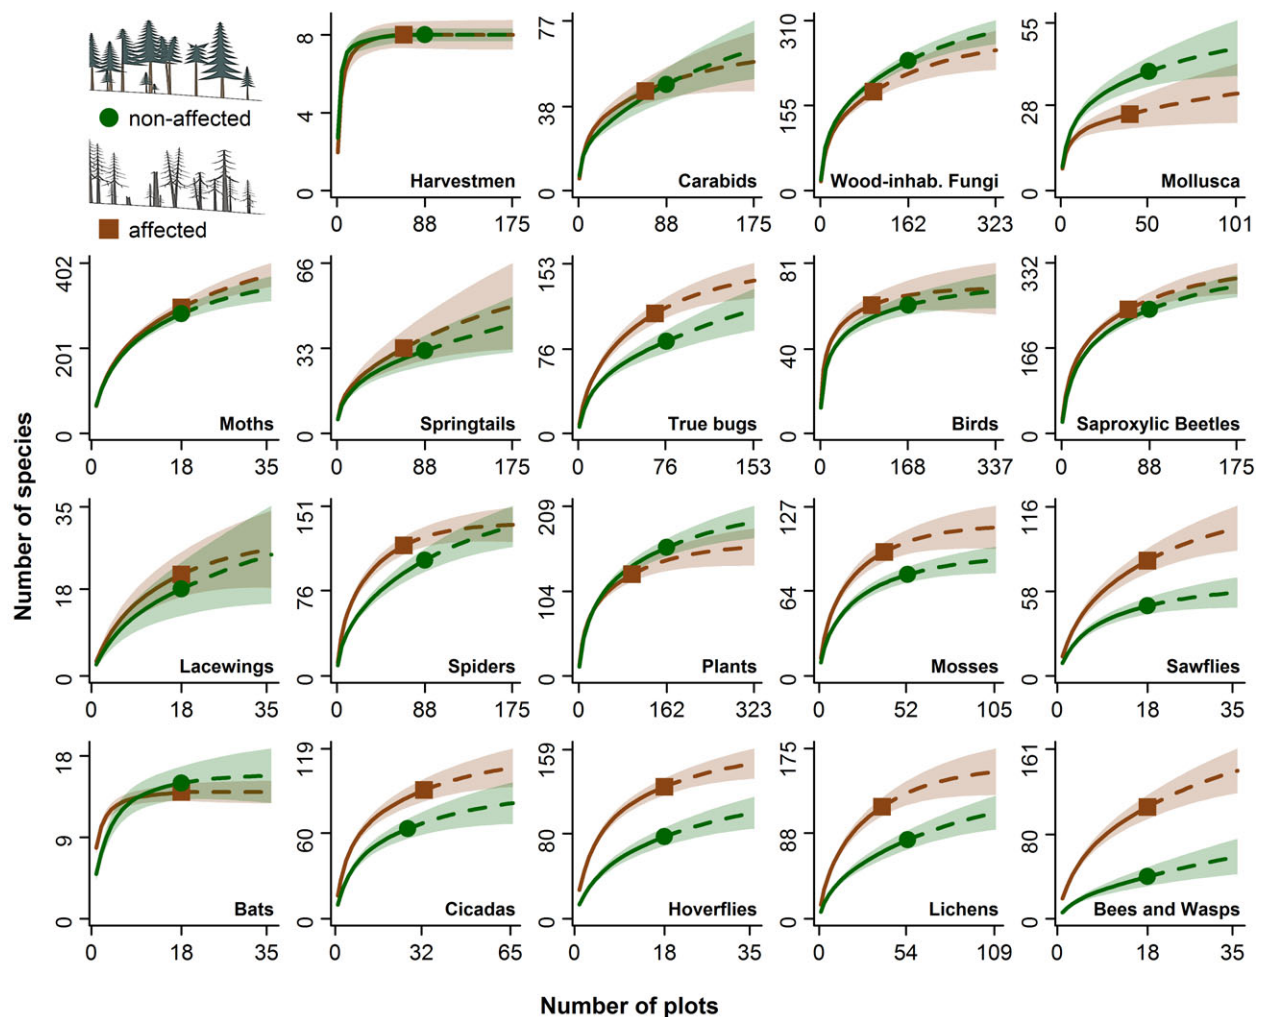 non-affected
affected
Number of species
8
4
0
Harvestmen
0 88 175
77
38
0
Carabids
0 88 175
310
155
0
Wood-inhab. Fungi
0 162 323
55
28
0
Mollusca
0 50 101
402
201
0
Moths
0 18 35
66
33
0
Springtails
0 88 175
153
76
0
True bugs
0 76 153
81
40
0
Birds
0 168 337
332
166
0
Saproxylic Beetles
0 88 175
35
18
0
Lacewings
0 18 35
151
76
0
Spiders
0 88 175
209
104
0
Plants
0 162 323
127
64
0
Mosses
0 52 105
116
58
0
Sawflies
0 18 35
18
9
0
Bats
0 18 35
119
60
0
Cicadas
0 32 65
159
80
0
Hoverflies
0 18 35
175
88
0
Lichens
0 54 109
161
80
0
Bees and Wasps
0 18 35
Number of plots